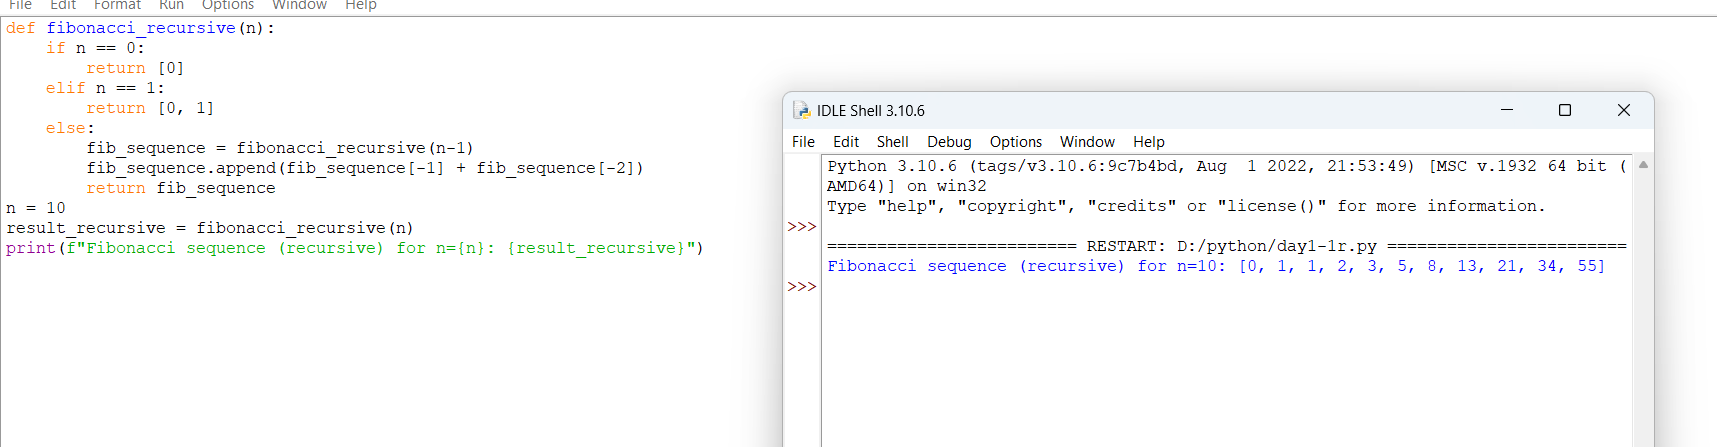 File Edit Format Run Options Window Help
def fibonacci_recursive(n):
    if n == 0:
        return [0]
    elif n == 1:
        return [0, 1]
    else:
        fib_sequence = fibonacci_recursive(n-1)
        fib_sequence.append(fib_sequence[-1] + fib_sequence[-2])
        return fib_sequence
n = 10
result_recursive = fibonacci_recursive(n)
print(f"Fibonacci sequence (recursive) for n={n}: {result_recursive}")
IDLE Shell 3.10.6
File Edit Shell Debug Options Window Help
Python 3.10.6 (tags/v3.10.6:9c7b4bd, Aug  1 2022, 21:53:49) [MSC v.1932 64 bit (
AMD64)] on win32
Type "help", "copyright", "credits" or "license()" for more information.
>>>
========================= RESTART: D:/python/day1-1r.py ========================
Fibonacci sequence (recursive) for n=10: [0, 1, 1, 2, 3, 5, 8, 13, 21, 34, 55]
>>>